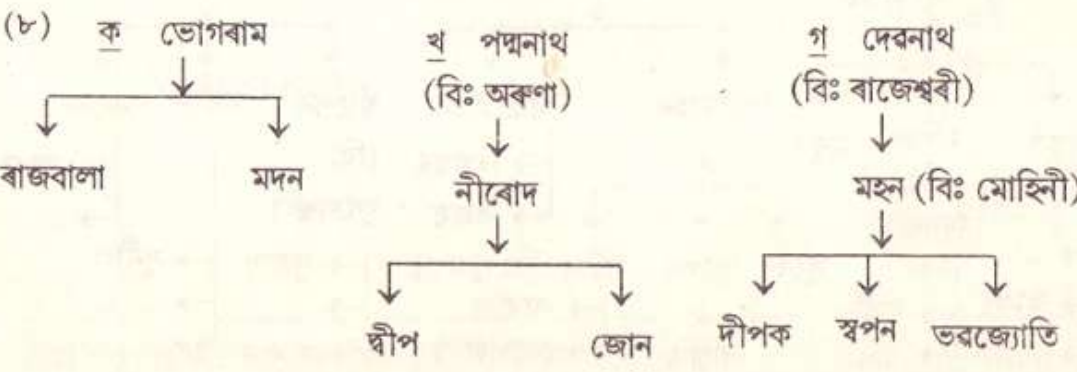 (৮) ক ভোগৰাম
ৰাজবালা মদন
খ পদ্মনাথ
(বিঃ অৰুণা)
নীৰোদ
দ্বীপ জোন
গ দেৱনাথ
(বিঃ ৰাজেশ্বৰী)
মহন (বিঃ মোহিনী)
দীপক স্বপন ভৱজ্যোতি